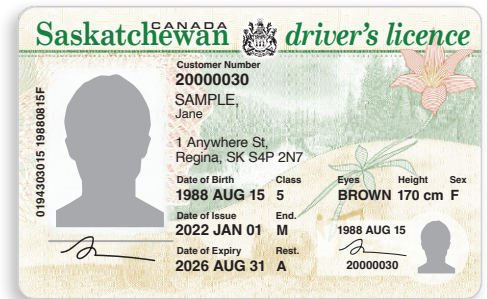 CANADA
Saskatchewan driver's licence
Customer Number
20000030
SAMPLE,
Jane
1 Anywhere St,
Regina, SK S4P 2N7
Date of Birth Class Eyes Height Sex
1988 AUG 15 5 BROWN 170 cm F
Date of Issue End.
2022 JAN 01 M 1988 AUG 15
Date of Expiry Rest.
2026 AUG 31 A 20000030
0194303015 19880815F